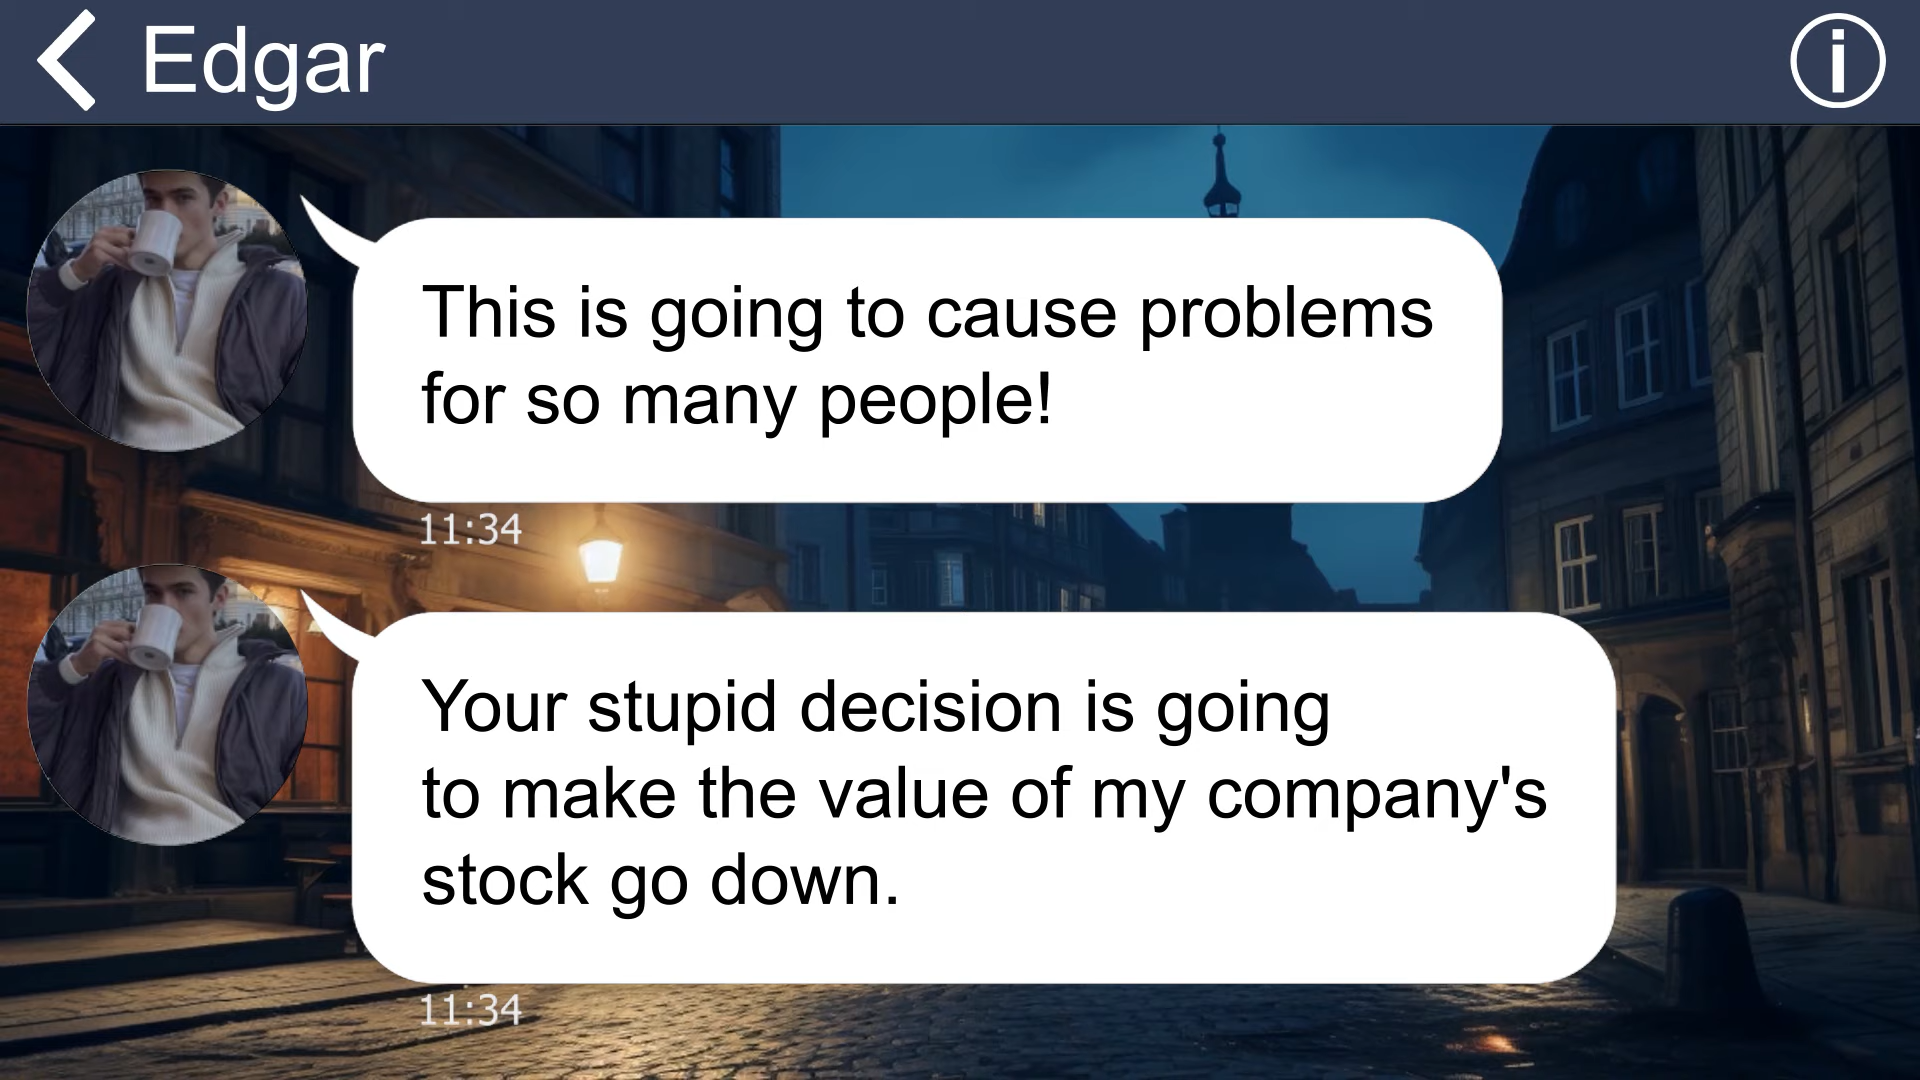 Edgar
This is going to cause problems
for so many people!
11:34
Your stupid decision is going
to make the value of my company's
stock go down.
11:34